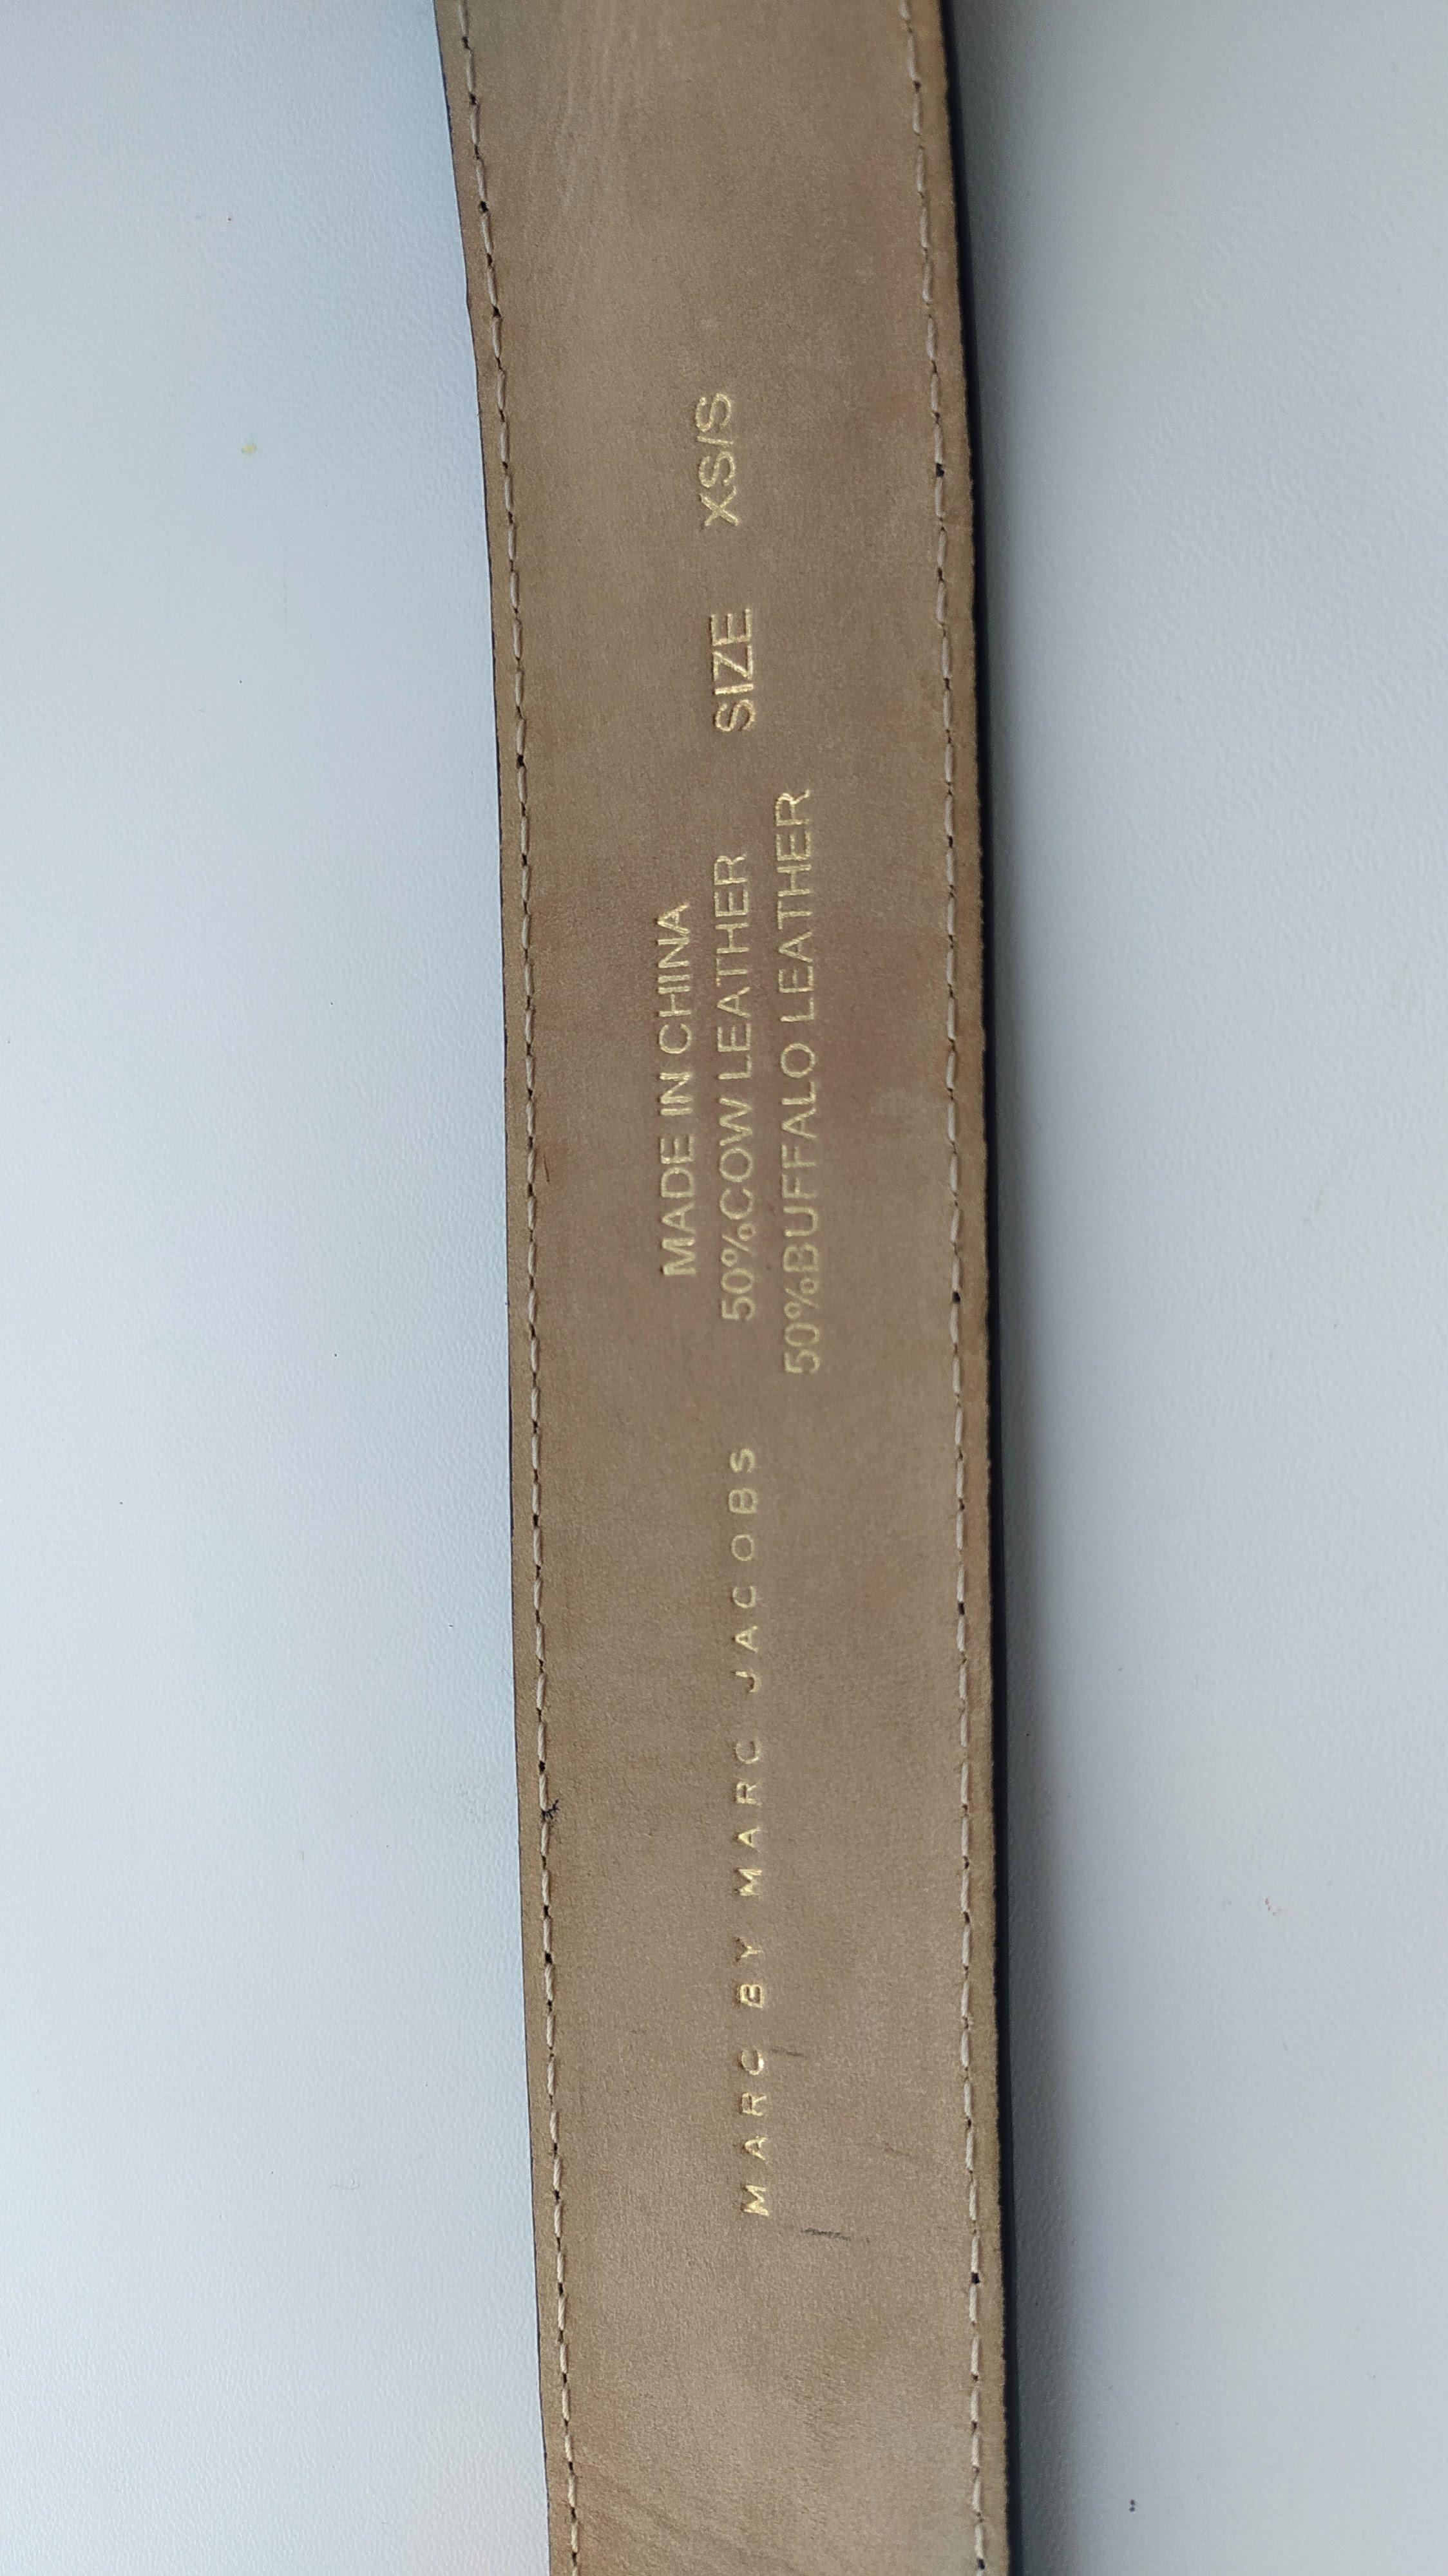 MARC BY MARC JACOBS
MADE IN CHINA
50%COW LEATHER
50%BUFFALO LEATHER
SIZE XS/S